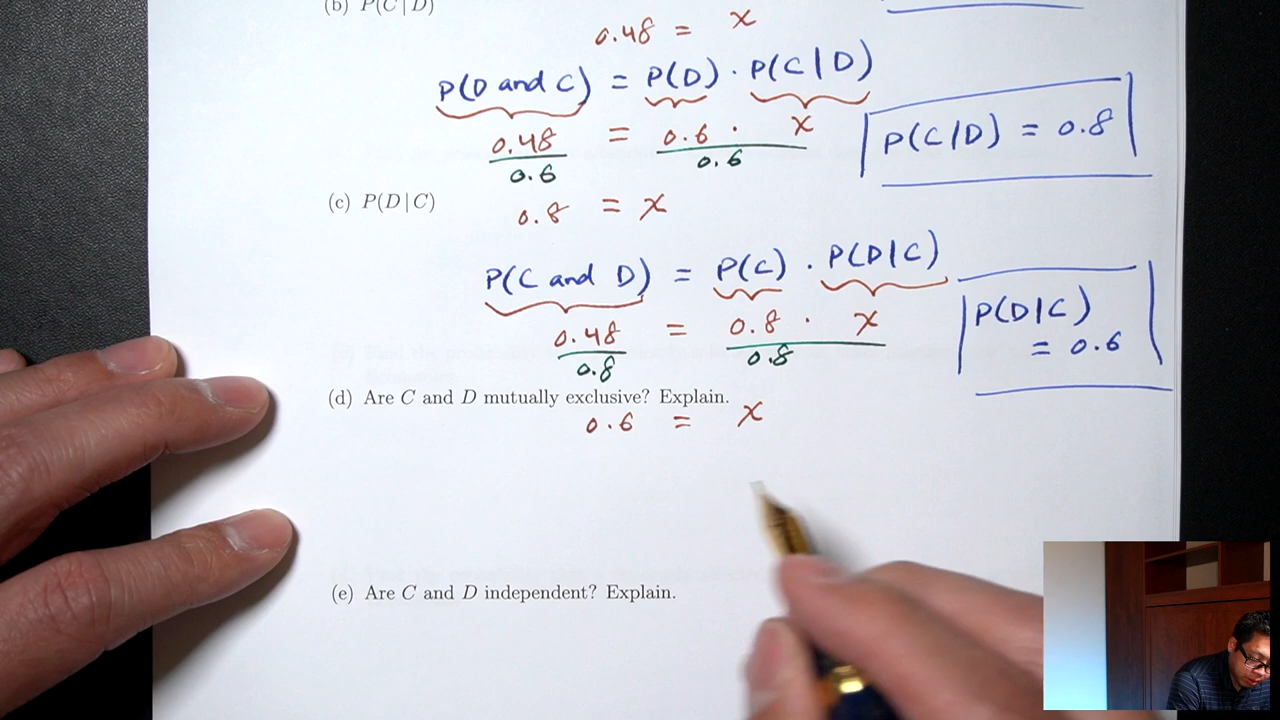 (b) P(C | D)
0.48 = x
P(D and C) = P(D) · P(C | D)
0.48 = 0.6 · x
0.6 0.6
P(C | D) = 0.8
(c) P(D | C)
0.8 = x
P(C and D) = P(C) · P(D | C)
0.48 = 0.8 · x
0.8 0.8
P(D | C)
= 0.6
(d) Are C and D mutually exclusive? Explain.
0.6 = x
(e) Are C and D independent? Explain.